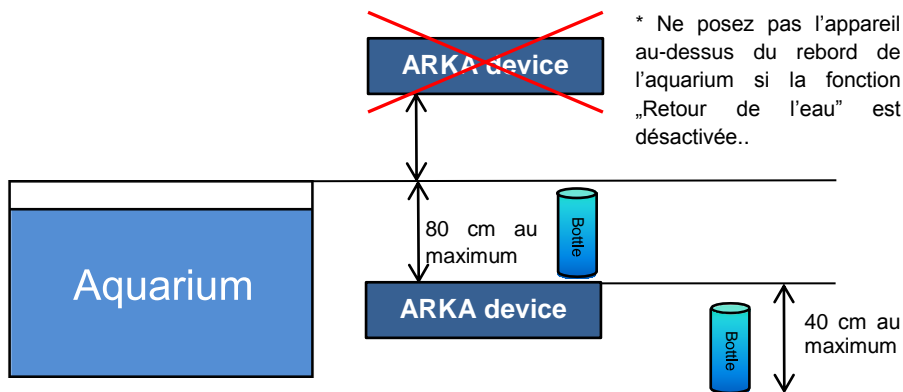 ARKA device
* Ne posez pas l’appareil
au-dessus du rebord de
l’aquarium si la fonction
„Retour de l’eau” est
désactivée..
80 cm au
maximum
Bottle
Aquarium
ARKA device
Bottle
40 cm au
maximum